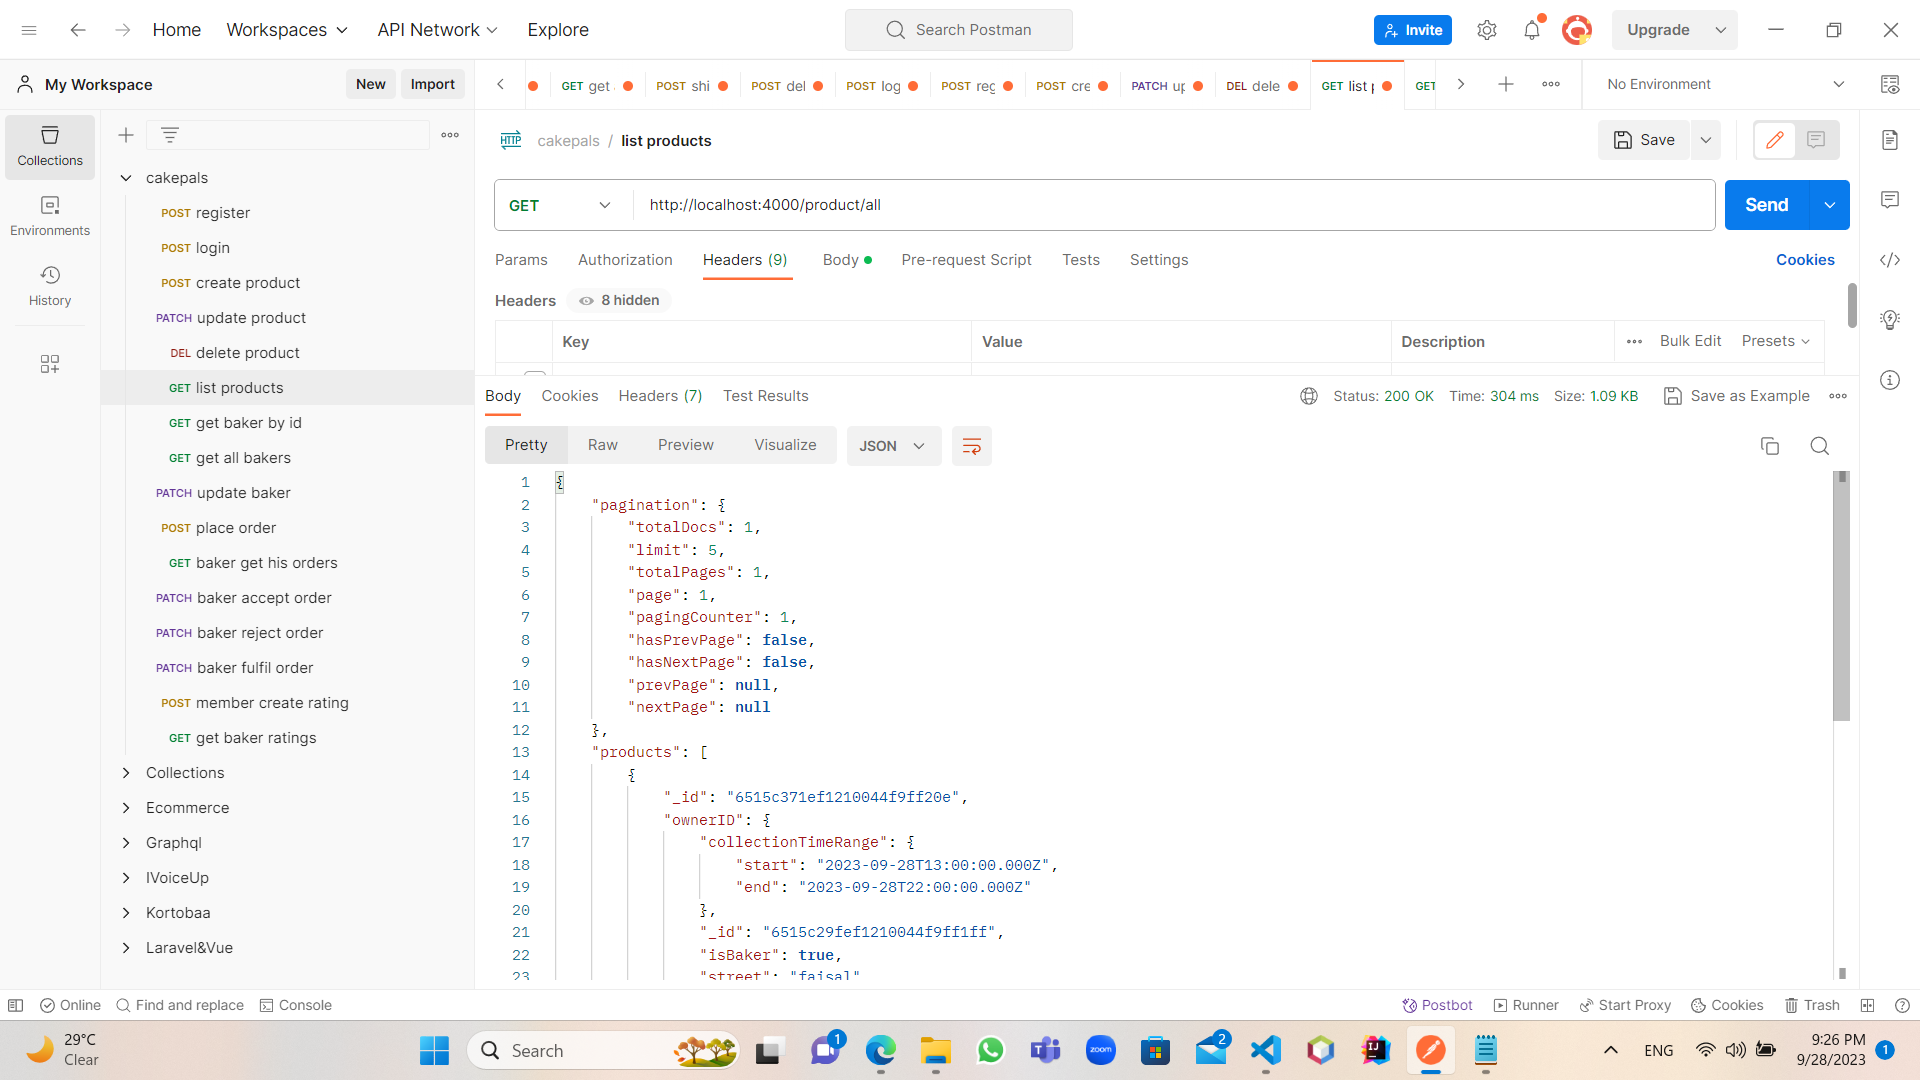 Home Workspaces API Network Explore Search Postman Invite Upgrade
My Workspace New Import
GET get POST shi POST del POST log POST reg POST cre PATCH up DEL dele GET list p GET No Environment
Collections
Environments
History
cakepals
POST register
POST login
POST create product
PATCH update product
DEL delete product
GET list products
GET get baker by id
GET get all bakers
PATCH update baker
POST place order
GET baker get his orders
PATCH baker accept order
PATCH baker reject order
PATCH baker fulfil order
POST member create rating
GET get baker ratings
Collections
Ecommerce
Graphql
IVoiceUp
Kortobaa
Laravel&Vue
HTTP cakepals / list products Save
GET http://localhost:4000/product/all Send
Params Authorization Headers (9) Body Pre-request Script Tests Settings Cookies
Headers 8 hidden
Key Value Description Bulk Edit Presets
Body Cookies Headers (7) Test Results Status: 200 OK Time: 304 ms Size: 1.09 KB Save as Example
Pretty Raw Preview Visualize JSON
1 {
2 "pagination": {
3 "totalDocs": 1,
4 "limit": 5,
5 "totalPages": 1,
6 "page": 1,
7 "pagingCounter": 1,
8 "hasPrevPage": false,
9 "hasNextPage": false,
10 "prevPage": null,
11 "nextPage": null
12 },
13 "products": [
14 {
15 "_id": "6515c371ef1210044f9ff20e",
16 "ownerID": {
17 "collectionTimeRange": {
18 "start": "2023-09-28T13:00:00.000Z",
19 "end": "2023-09-28T22:00:00.000Z"
20 },
21 "_id": "6515c29fef1210044f9ff1ff",
22 "isBaker": true,
23 "street": "faisal"
Online Find and replace Console Postbot Runner Start Proxy Cookies Trash
29°C
Clear
Search
1
zoom
2
ENG
9:26 PM
9/28/2023
1